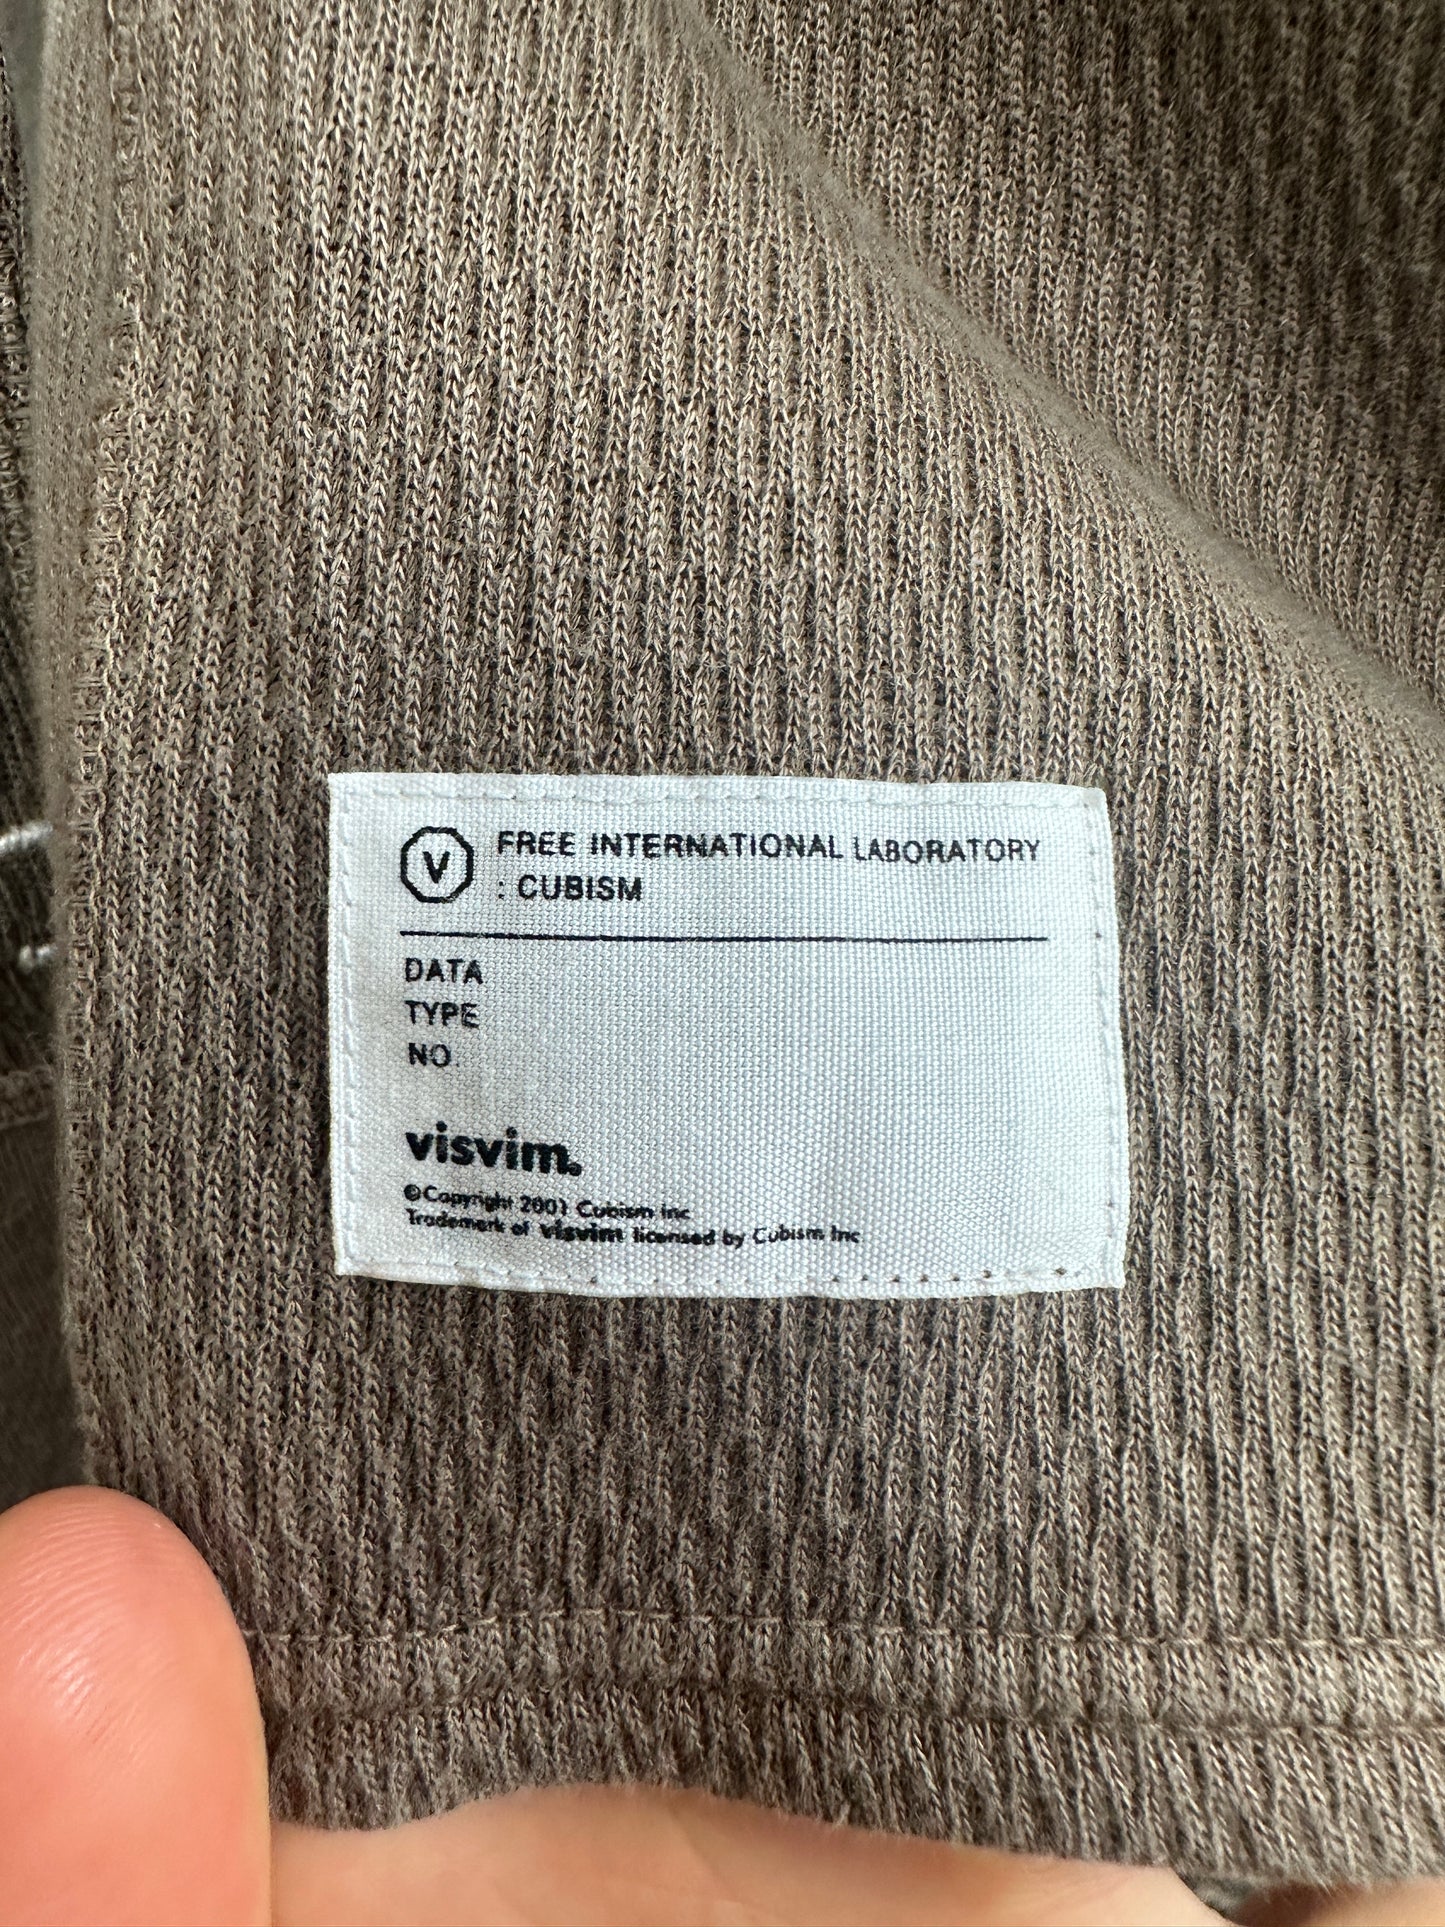 V FREE INTERNATIONAL LABORATORY
: CUBISM
DATA
TYPE
NO.
visvim.
©Copyright 2001 Cubism Inc
Trademark of visvim licensed by Cubism Inc